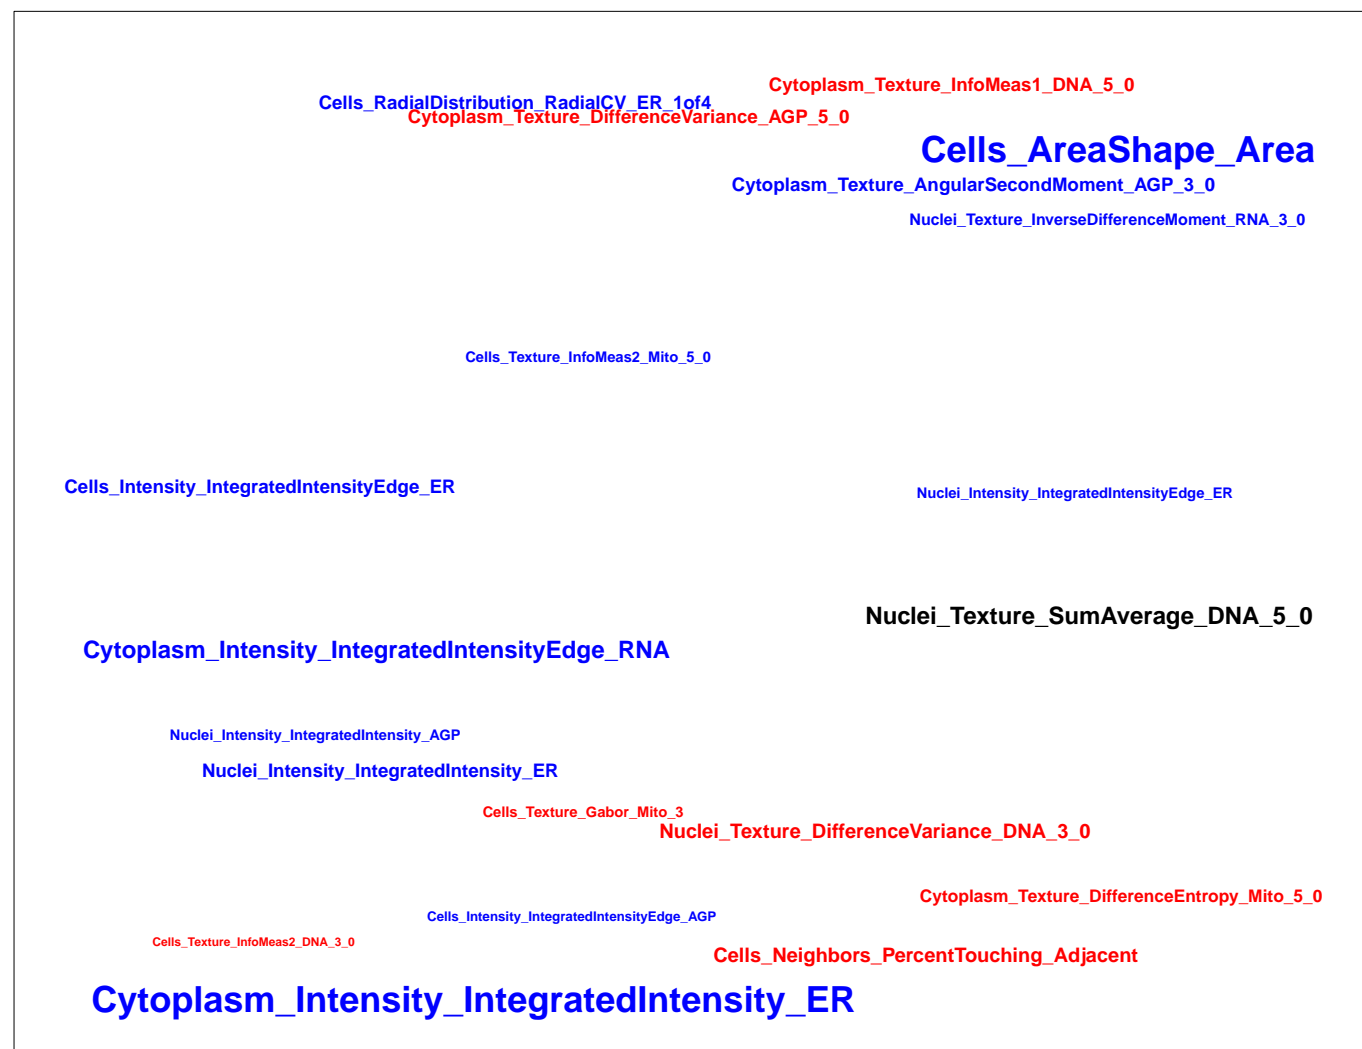 Cytoplasm_Texture_InfoMeas1_DNA_5_0
Cells_RadialDistribution_RadialCV_ER_1of4
Cytoplasm_Texture_DifferenceVariance_AGP_5_0
Cells_AreaShape_Area
Cytoplasm_Texture_AngularSecondMoment_AGP_3_0
Nuclei_Texture_InverseDifferenceMoment_RNA_3_0
Cells_Texture_InfoMeas2_Mito_5_0
Cells_Intensity_IntegratedIntensityEdge_ER
Nuclei_Intensity_IntegratedIntensityEdge_ER
Nuclei_Texture_SumAverage_DNA_5_0
Cytoplasm_Intensity_IntegratedIntensityEdge_RNA
Nuclei_Intensity_IntegratedIntensity_AGP
Nuclei_Intensity_IntegratedIntensity_ER
Cells_Texture_Gabor_Mito_3
Nuclei_Texture_DifferenceVariance_DNA_3_0
Cytoplasm_Texture_DifferenceEntropy_Mito_5_0
Cells_Intensity_IntegratedIntensityEdge_AGP
Cells_Texture_InfoMeas2_DNA_3_0
Cells_Neighbors_PercentTouching_Adjacent
Cytoplasm_Intensity_IntegratedIntensity_ER